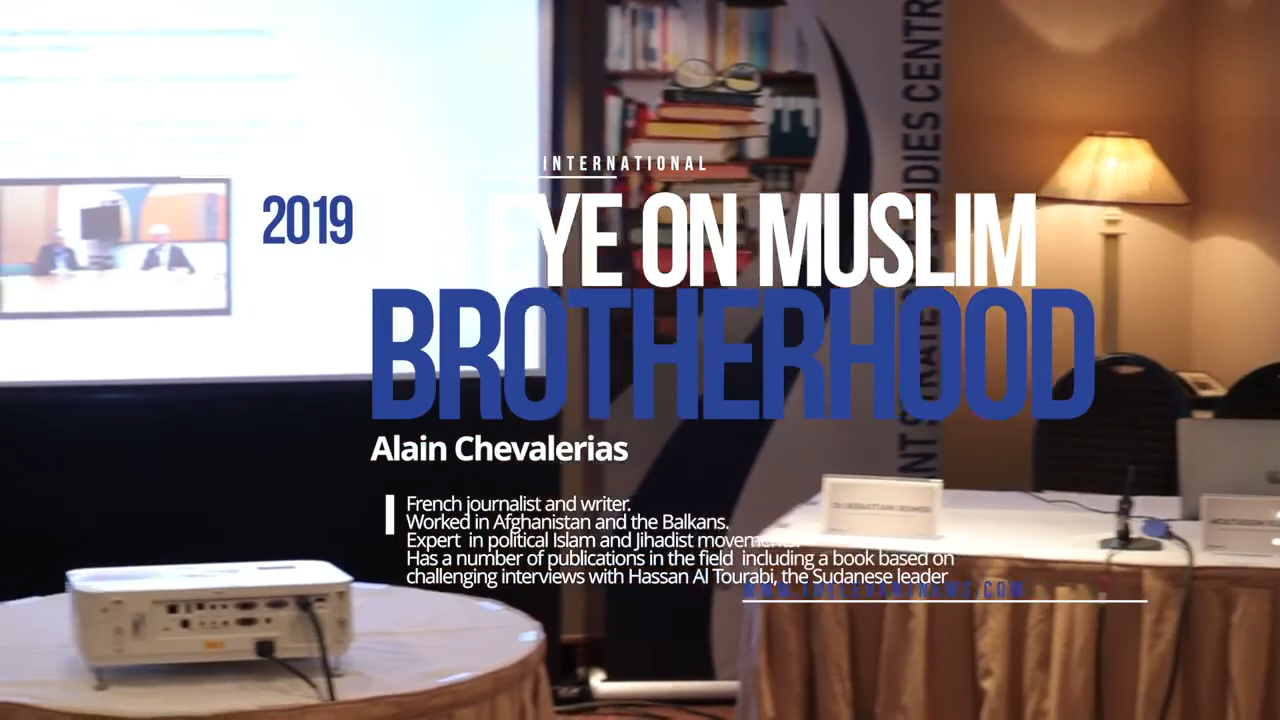 INTERNATIONAL
2019
EYE ON MUSLIM
BROTHERHOOD
Alain Chevalerias
French journalist and writer.
Worked in Afghanistan and the Balkans.
Expert in political Islam and Jihadist movements.
Has a number of publications in the field including a book based on
challenging interviews with Hassan Al Tourabi, the Sudanese leader